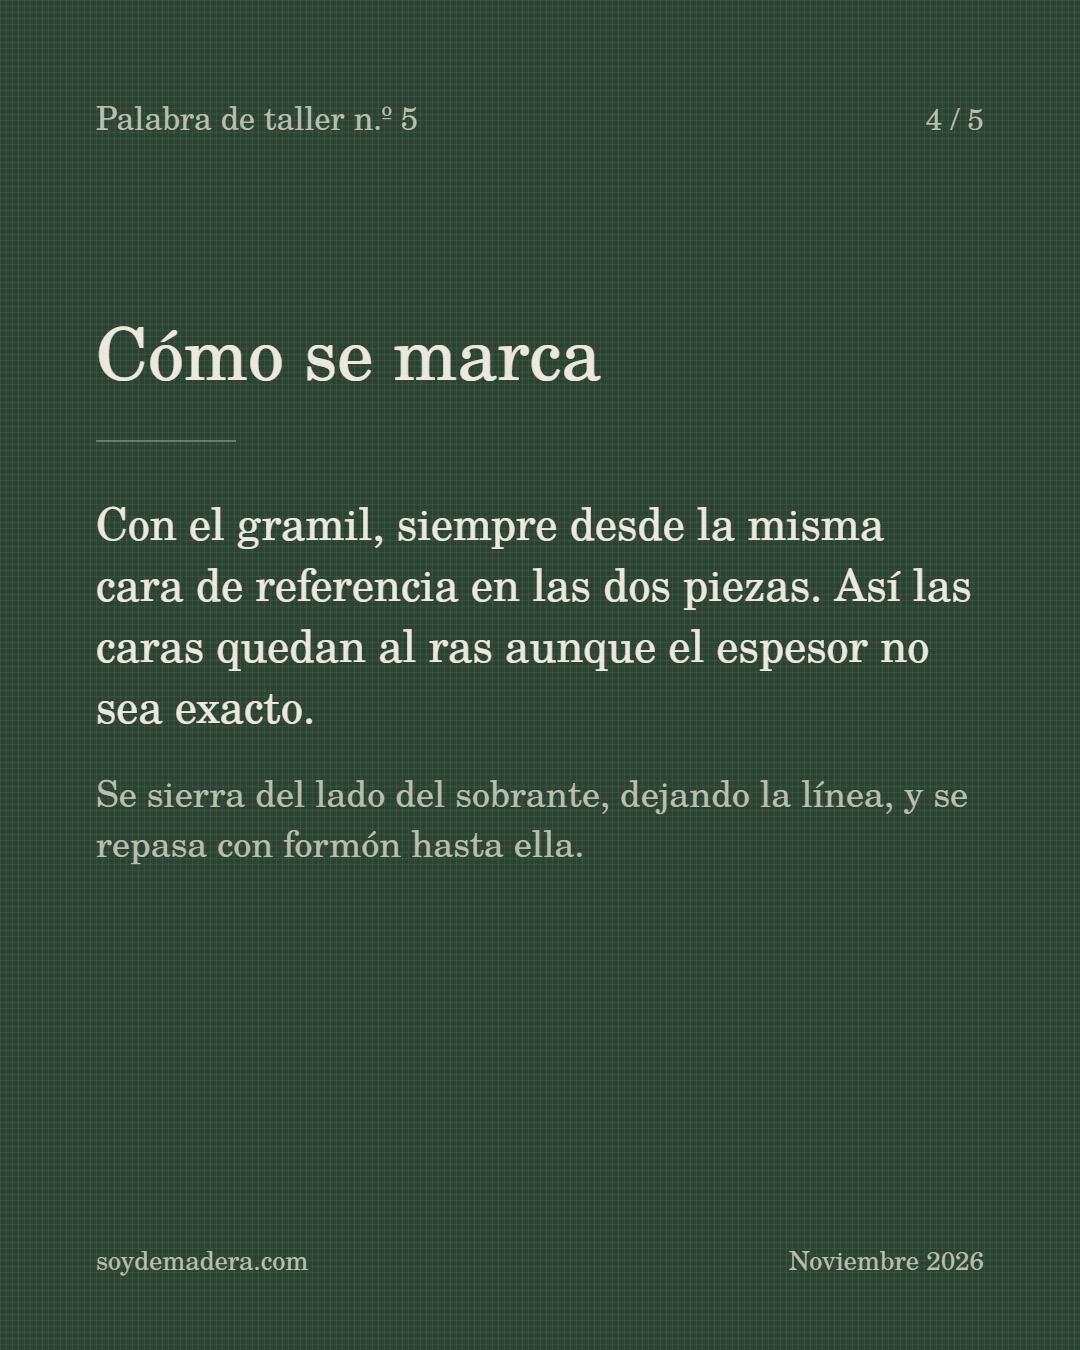 Palabra de taller n.º 5
4 / 5
Cómo se marca
Con el gramil, siempre desde la misma
cara de referencia en las dos piezas. Así las
caras quedan al ras aunque el espesor no
sea exacto.
Se sierra del lado del sobrante, dejando la línea, y se
repasa con formón hasta ella.
soydemadera.com
Noviembre 2026